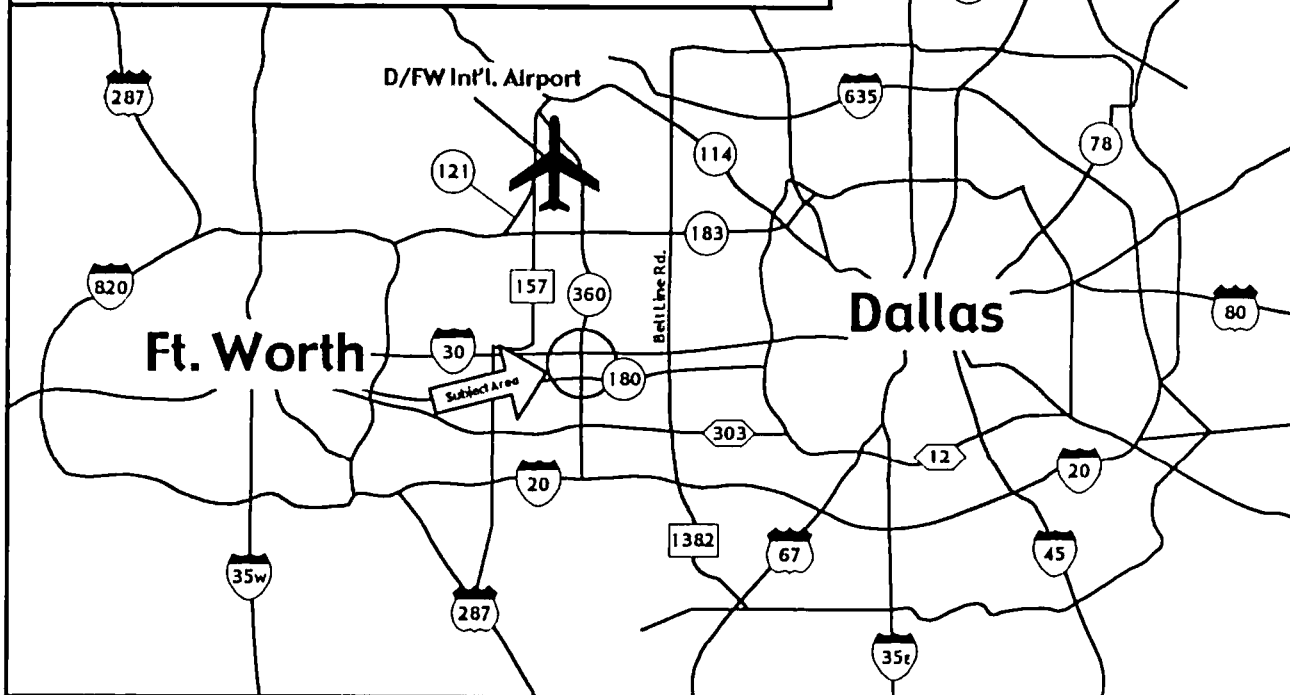 D/FW Int'l. Airport
287
635
78
114
121
183
820
157
360
Belt Line Rd.
80
Dallas
Ft. Worth
30
Subject Area
180
303
12
20
20
1382
67
45
35W
287
35E